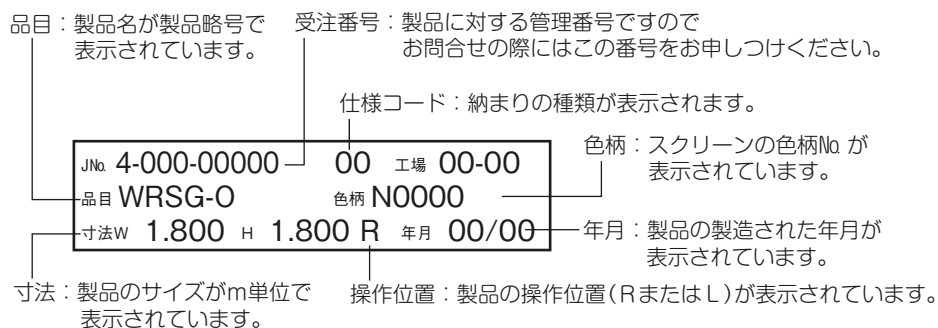 品目：製品名が製品略号で
表示されています。
受注番号：製品に対する管理番号ですので
お問合せの際にはこの番号をお申しつけください。
仕様コード：納まりの種類が表示されます。
JNo. 4-000-00000 00 工場 00-00
品目 WRSG-O 色柄 N0000
寸法W 1.800 H 1.800 R 年月 00/00
色柄：スクリーンの色柄No.が
表示されています。
年月：製品の製造された年月が
表示されています。
寸法：製品のサイズがm単位で
表示されています。
操作位置：製品の操作位置(RまたはL)が表示されています。